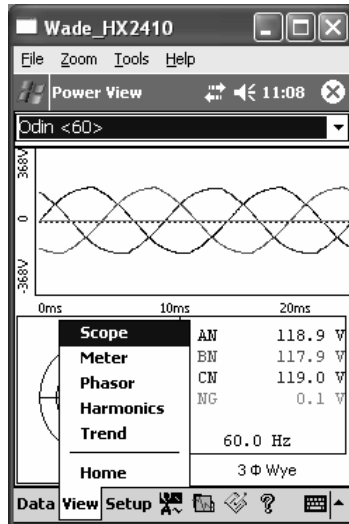 Wade_HX2410
File Zoom Tools Help
Power View 11:08
Odin <60>
368V
0
-368V
0ms 10ms 20ms
Scope
Meter
Phasor
Harmonics
Trend
Home
AN 118.9 V
BN 117.9 V
CN 119.0 V
NG 0.1 V
60.0 Hz
3 Φ Wye
Data View Setup